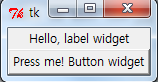 tk
Hello, label widget
Press me! Button widget